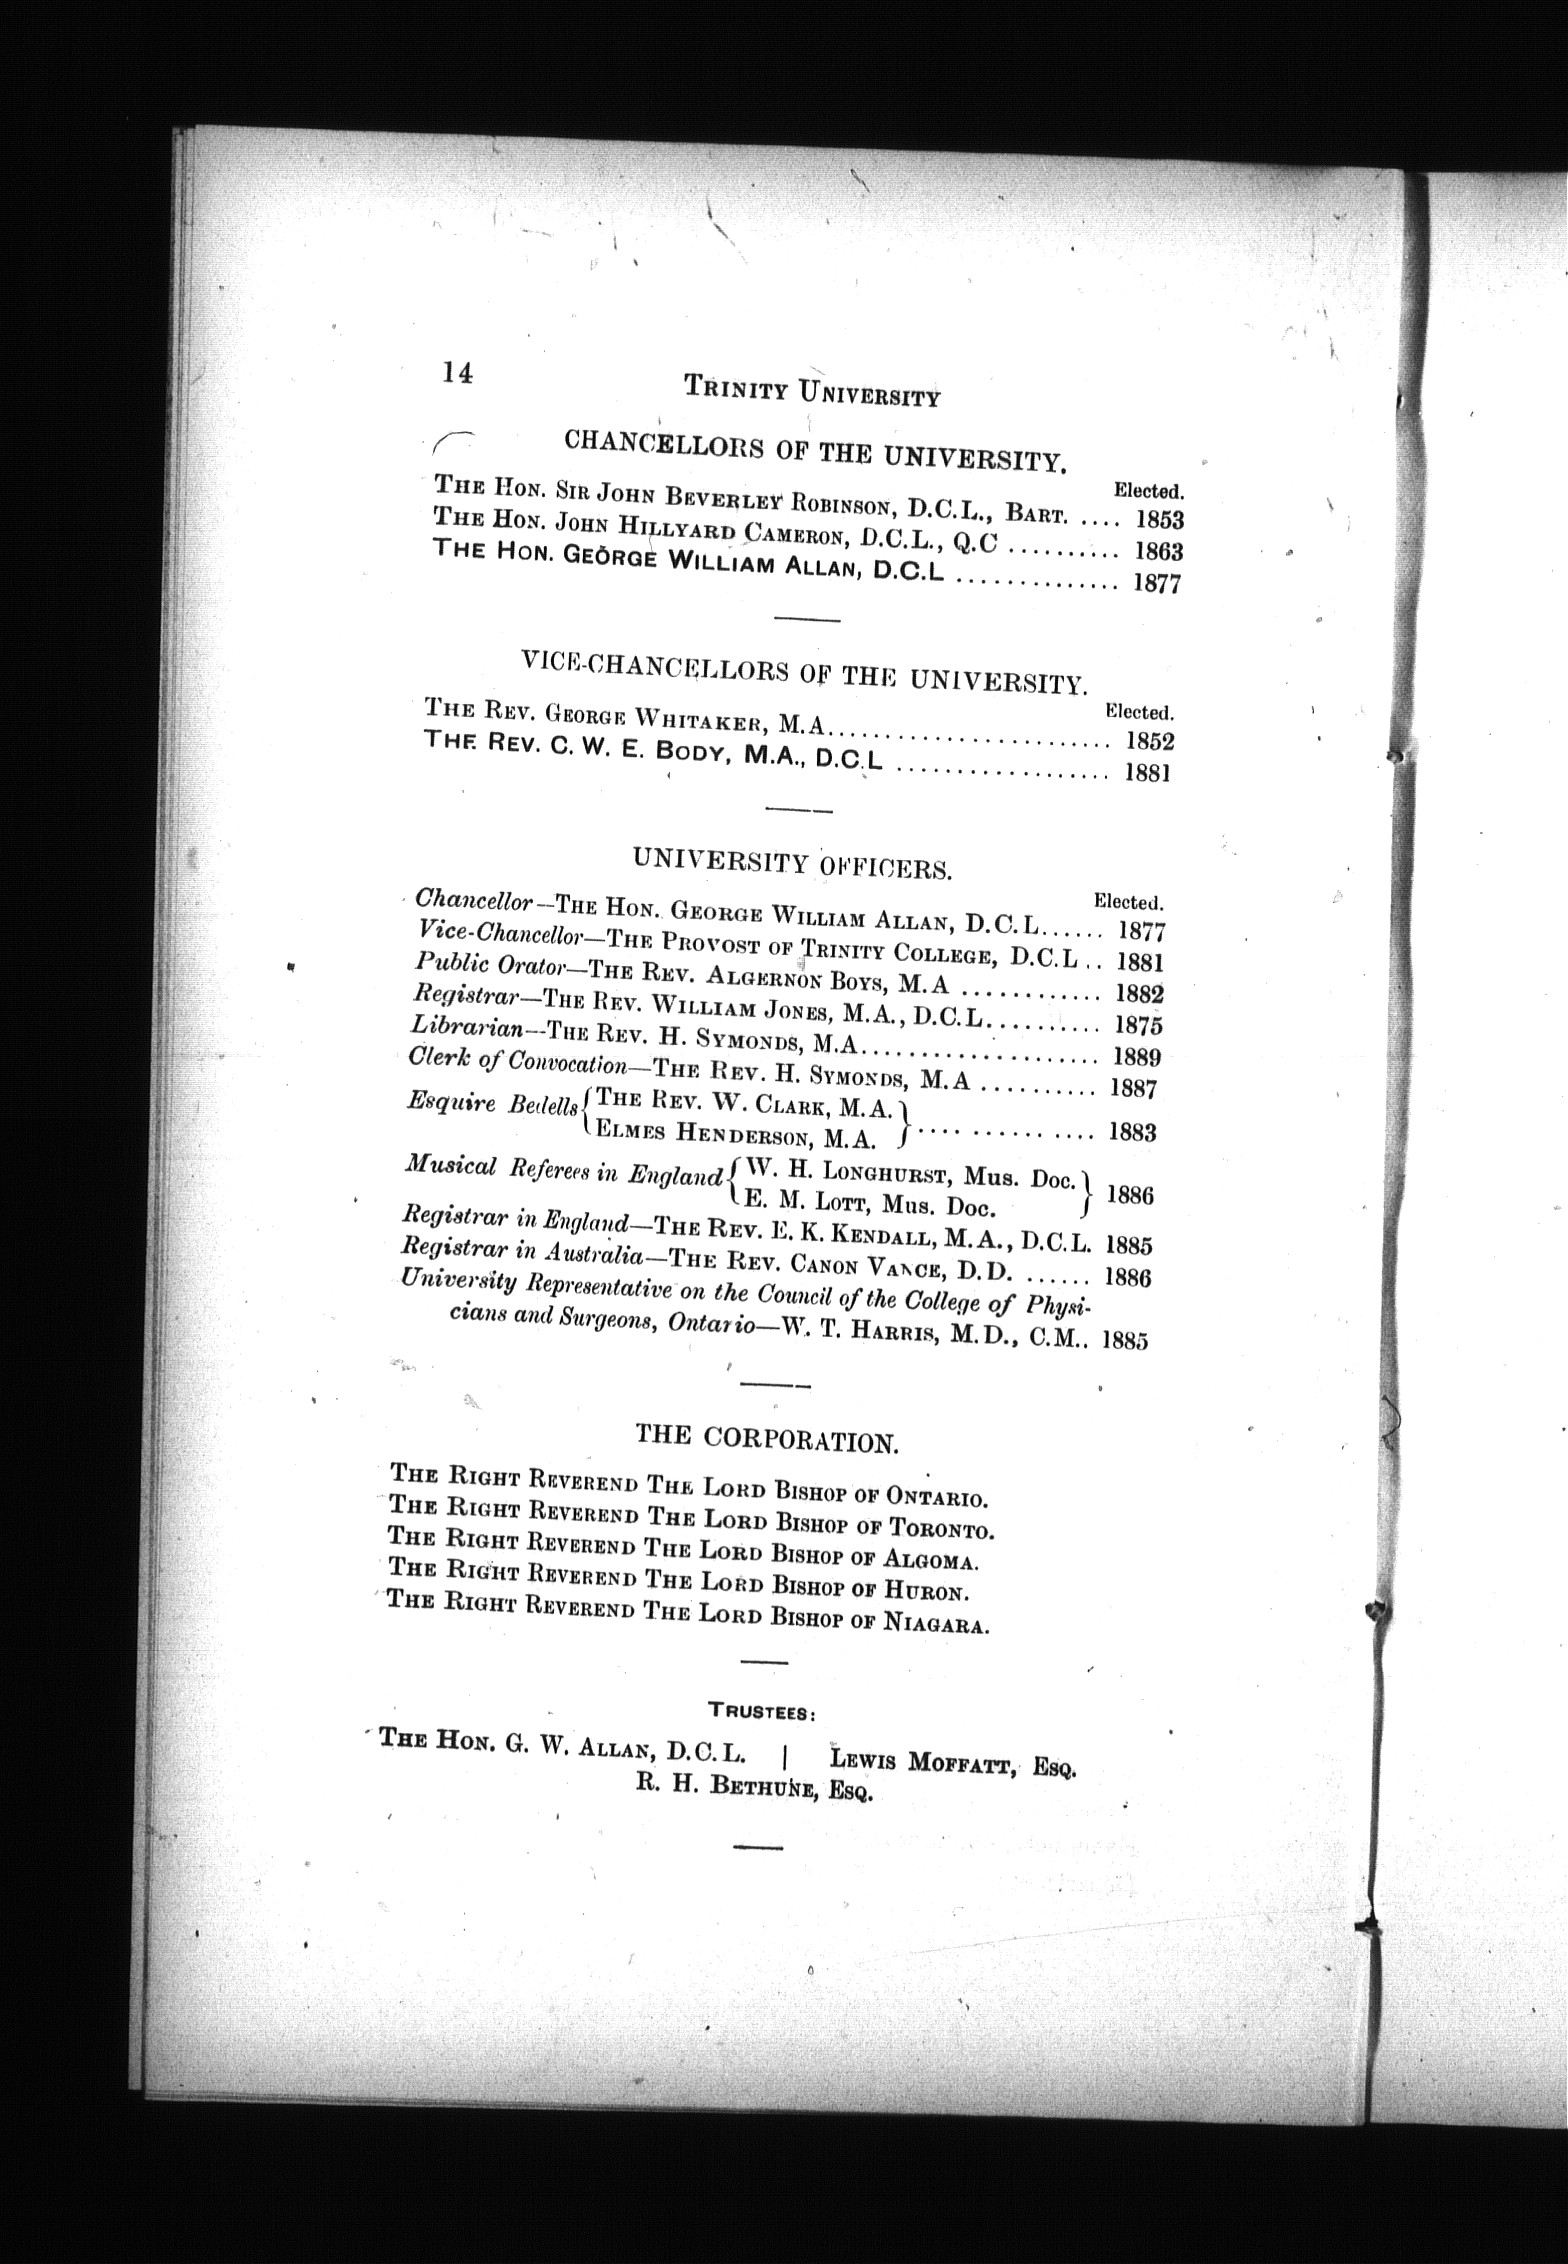 14
TRINITY UNIVERSITY
CHANCELLORS OF THE UNIVERSITY.
Elected.
THE HON. SIR JOHN BEVERLEY ROBINSON, D.C.L., BART. .... 1853
THE HON. JOHN HILLYARD CAMERON, D.C.L., Q.C .......... 1863
THE HON. GEORGE WILLIAM ALLAN, D.C.L .............. 1877
VICE-CHANCELLORS OF THE UNIVERSITY.
Elected.
THE REV. GEORGE WHITAKER, M.A......................... 1852
THE REV. C. W. E. BODY, M.A., D.C.L .................. 1881
UNIVERSITY OFFICERS.
Elected.
Chancellor—THE HON. GEORGE WILLIAM ALLAN, D.C.L...... 1877
Vice-Chancellor—THE PROVOST OF TRINITY COLLEGE, D.C.L .. 1881
Public Orator—THE REV. ALGERNON BOYS, M.A ............ 1882
Registrar—THE REV. WILLIAM JONES, M.A., D.C.L.......... 1875
Librarian—THE REV. H. SYMONDS, M.A..................... 1889
Clerk of Convocation—THE REV. H. SYMONDS, M.A .......... 1887
Esquire Bedells { THE REV. W. CLARK, M.A. }
{ ELMES HENDERSON, M.A. } ............... 1883
Musical Referees in England { W. H. LONGHURST, Mus. Doc. } 1886
{ E. M. LOTT, Mus. Doc. }
Registrar in England—THE REV. E. K. KENDALL, M.A., D.C.L. 1885
Registrar in Australia—THE REV. CANON VANCE, D.D. ...... 1886
University Representative on the Council of the College of Physi-
cians and Surgeons, Ontario—W. T. HARRIS, M.D., C.M.. 1885
THE CORPORATION.
THE RIGHT REVEREND THE LORD BISHOP OF ONTARIO.
THE RIGHT REVEREND THE LORD BISHOP OF TORONTO.
THE RIGHT REVEREND THE LORD BISHOP OF ALGOMA.
THE RIGHT REVEREND THE LORD BISHOP OF HURON.
THE RIGHT REVEREND THE LORD BISHOP OF NIAGARA.
TRUSTEES:
THE HON. G. W. ALLAN, D.C.L. | LEWIS MOFFATT, ESQ.
R. H. BETHUNE, ESQ.